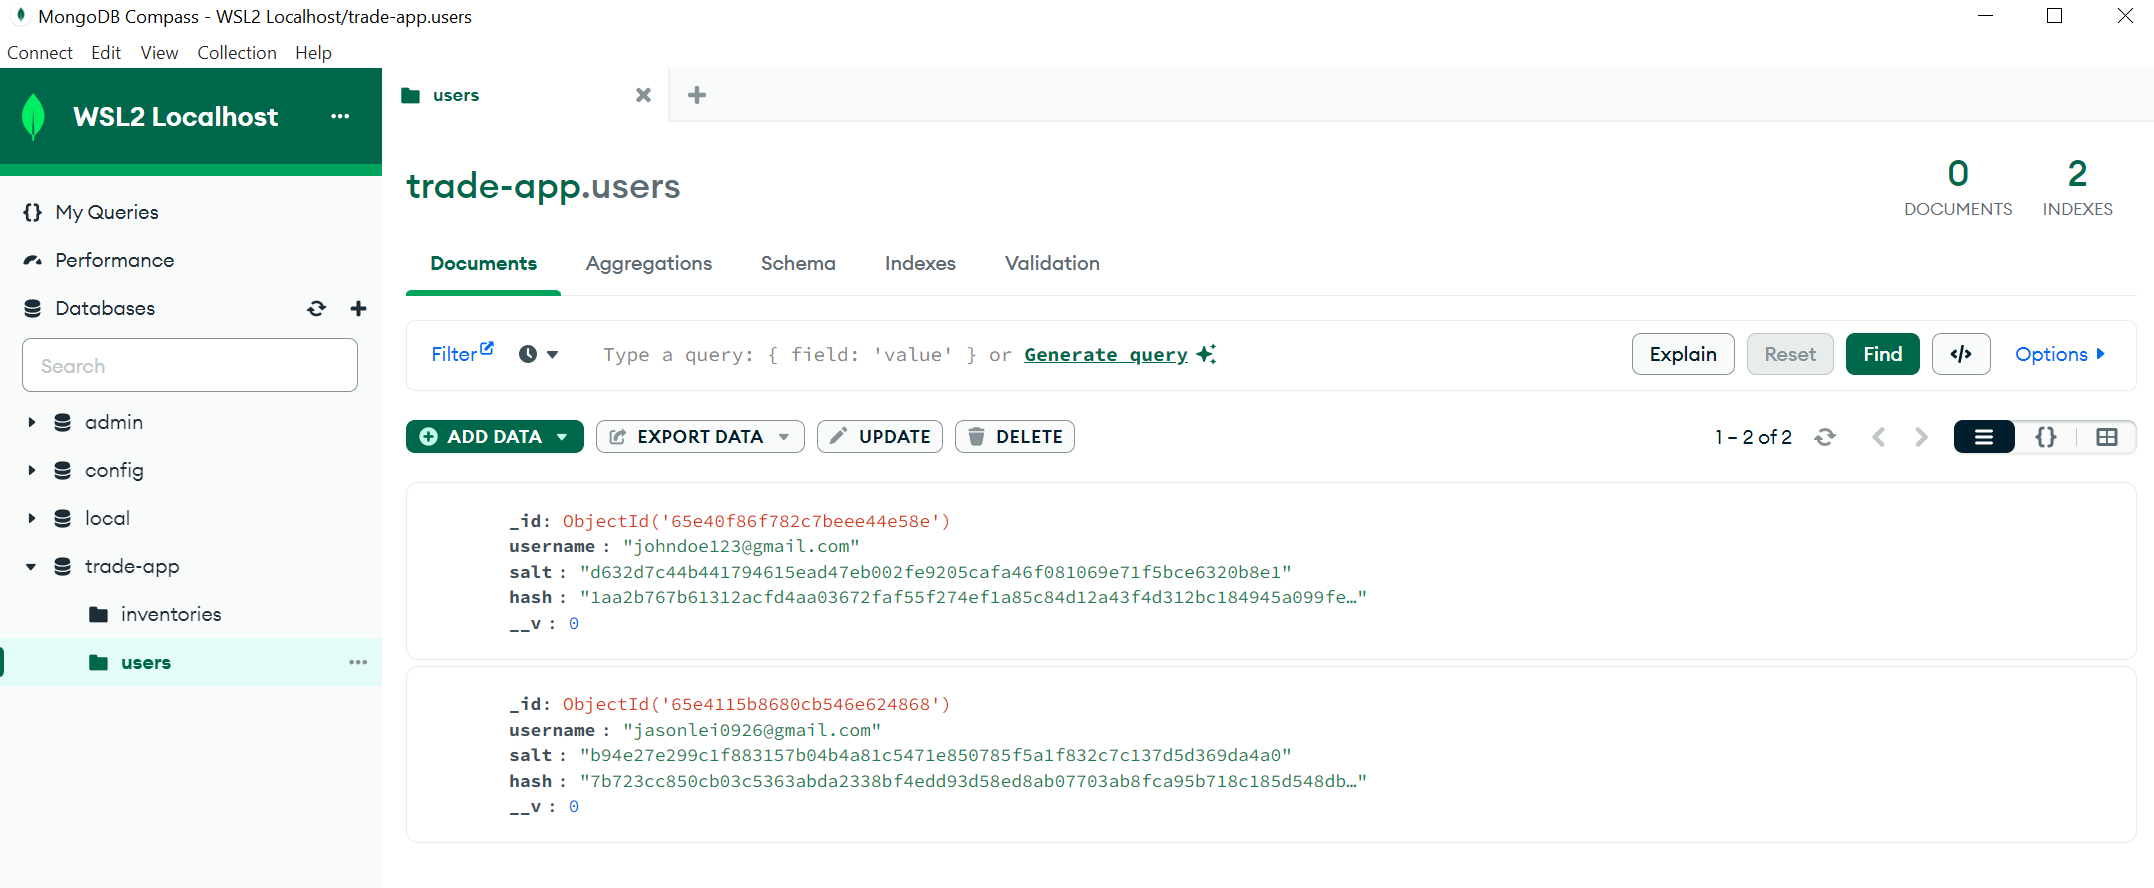 MongoDB Compass - WSL2 Localhost/trade-app.users
Connect Edit View Collection Help
WSL2 Localhost
users
My Queries
Performance
Databases
Search
admin
config
local
trade-app
inventories
users
trade-app.users
0
DOCUMENTS
2
INDEXES
Documents Aggregations Schema Indexes Validation
Filter Type a query: { field: 'value' } or Generate query Explain Reset Find </> Options
ADD DATA EXPORT DATA UPDATE DELETE 1 – 2 of 2 {}
_id: ObjectId('65e40f86f782c7beee44e58e')
username : "johndoe123@gmail.com"
salt : "d632d7c44b441794615ead47eb002fe9205cafa46f081069e71f5bce6320b8e1"
hash : "1aa2b767b61312acfd4aa03672faf55f274ef1a85c84d12a43f4d312bc184945a099fe…"
__v : 0
_id: ObjectId('65e4115b8680cb546e624868')
username : "jasonlei0926@gmail.com"
salt : "b94e27e299c1f883157b04b4a81c5471e850785f5a1f832c7c137d5d369da4a0"
hash : "7b723cc850cb03c5363abda2338bf4edd93d58ed8ab07703ab8fca95b718c185d548db…"
__v : 0